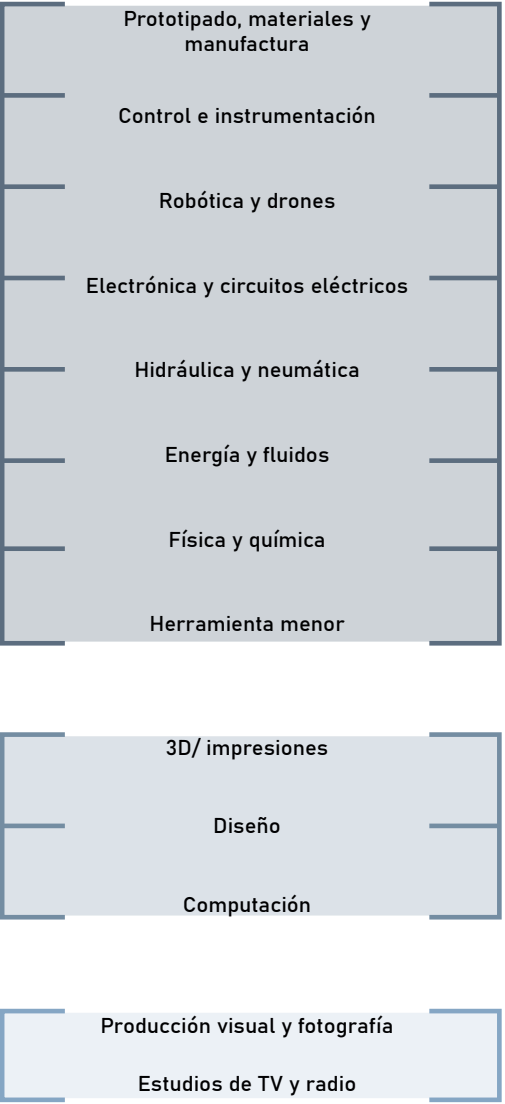 Prototipado, materiales y
manufactura
Control e instrumentación
Robótica y drones
Electrónica y circuitos eléctricos
Hidráulica y neumática
Energía y fluidos
Física y química
Herramienta menor
3D/ impresiones
Diseño
Computación
Producción visual y fotografía
Estudios de TV y radio